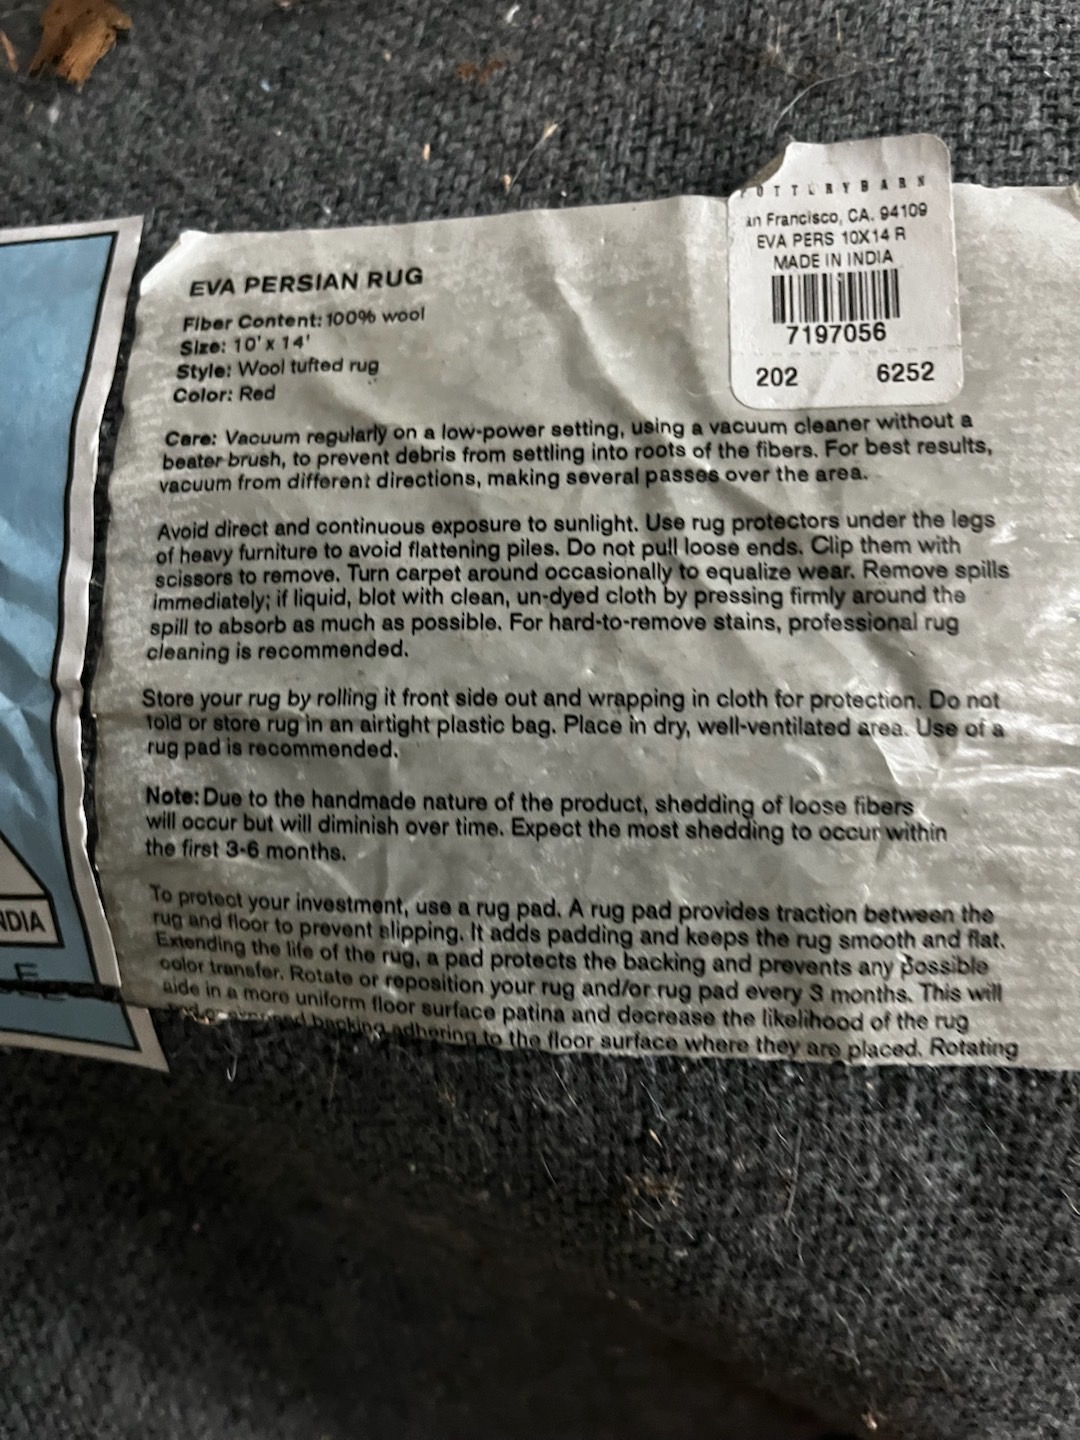 POTTERYBARN
an Francisco, CA. 94109
EVA PERS 10X14 R
MADE IN INDIA
7197056
202 6252
EVA PERSIAN RUG
Fiber Content: 100% wool
Size: 10' x 14'
Style: Wool tufted rug
Color: Red
Care: Vacuum regularly on a low-power setting, using a vacuum cleaner without a
beater brush, to prevent debris from settling into roots of the fibers. For best results,
vacuum from different directions, making several passes over the area.
Avoid direct and continuous exposure to sunlight. Use rug protectors under the legs
of heavy furniture to avoid flattening piles. Do not pull loose ends. Clip them with
scissors to remove. Turn carpet around occasionally to equalize wear. Remove spills
immediately; if liquid, blot with clean, un-dyed cloth by pressing firmly around the
spill to absorb as much as possible. For hard-to-remove stains, professional rug
cleaning is recommended.
Store your rug by rolling it front side out and wrapping in cloth for protection. Do not
fold or store rug in an airtight plastic bag. Place in dry, well-ventilated area. Use of a
rug pad is recommended.
Note: Due to the handmade nature of the product, shedding of loose fibers
will occur but will diminish over time. Expect the most shedding to occur within
the first 3-6 months.
To protect your investment, use a rug pad. A rug pad provides traction between the
rug and floor to prevent slipping. It adds padding and keeps the rug smooth and flat.
Extending the life of the rug, a pad protects the backing and prevents any possible
color transfer. Rotate or reposition your rug and/or rug pad every 3 months. This will
aide in a more uniform floor surface patina and decrease the likelihood of the rug
backing adhering to the floor surface where they are placed. Rotating
NDIA